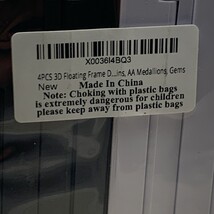 X0036I4BQ3
4PCS 3D Floating Frame D...ins, AA Medallions, Gems
New Made In China
Note: Choking with plastic bags
is extremely dangerous for children
please keep away from plastic bags